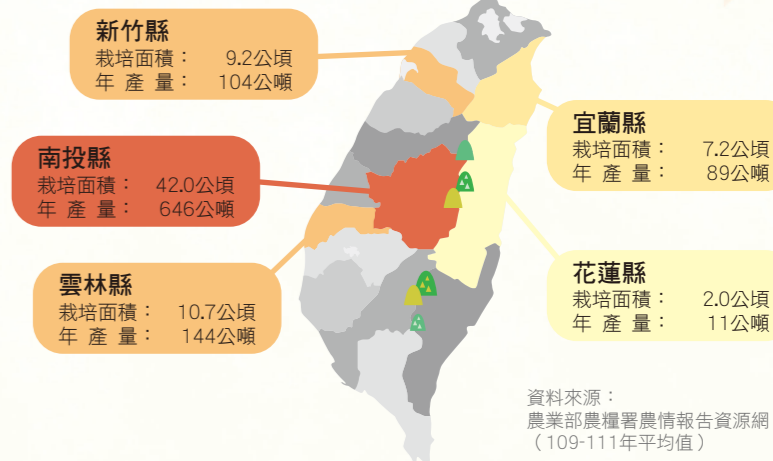 新竹縣
栽培面積： 9.2公頃
年產量： 104公噸
南投縣
栽培面積： 42.0公頃
年產量： 646公噸
雲林縣
栽培面積： 10.7公頃
年產量： 144公噸
宜蘭縣
栽培面積： 7.2公頃
年產量： 89公噸
花蓮縣
栽培面積： 2.0公頃
年產量： 11公噸
資料來源：
農業部農糧署農情報告資源網
（109-111年平均值）